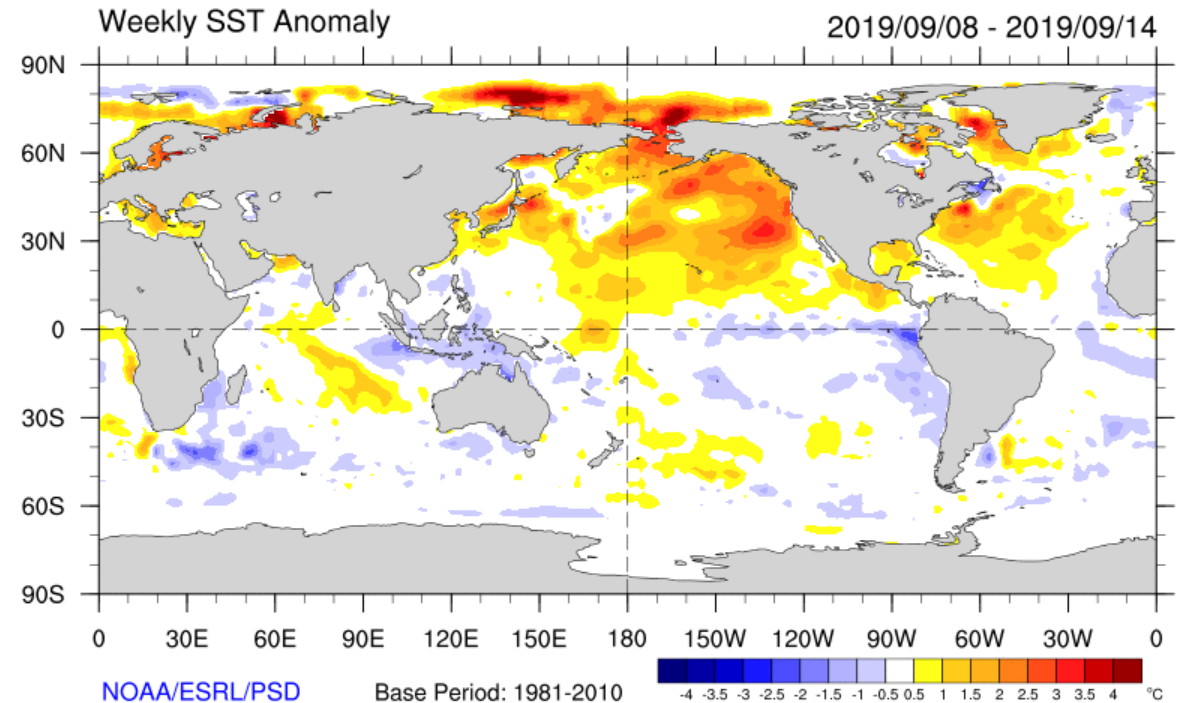 Weekly SST Anomaly 2019/09/08 - 2019/09/14
90N
60N
30N
0
30S
60S
90S
0 30E 60E 90E 120E 150E 180 150W 120W 90W 60W 30W 0
NOAA/ESRL/PSD Base Period: 1981-2010
-4 -3.5 -3 -2.5 -2 -1.5 -1 -0.5 0.5 1 1.5 2 2.5 3 3.5 4 °C